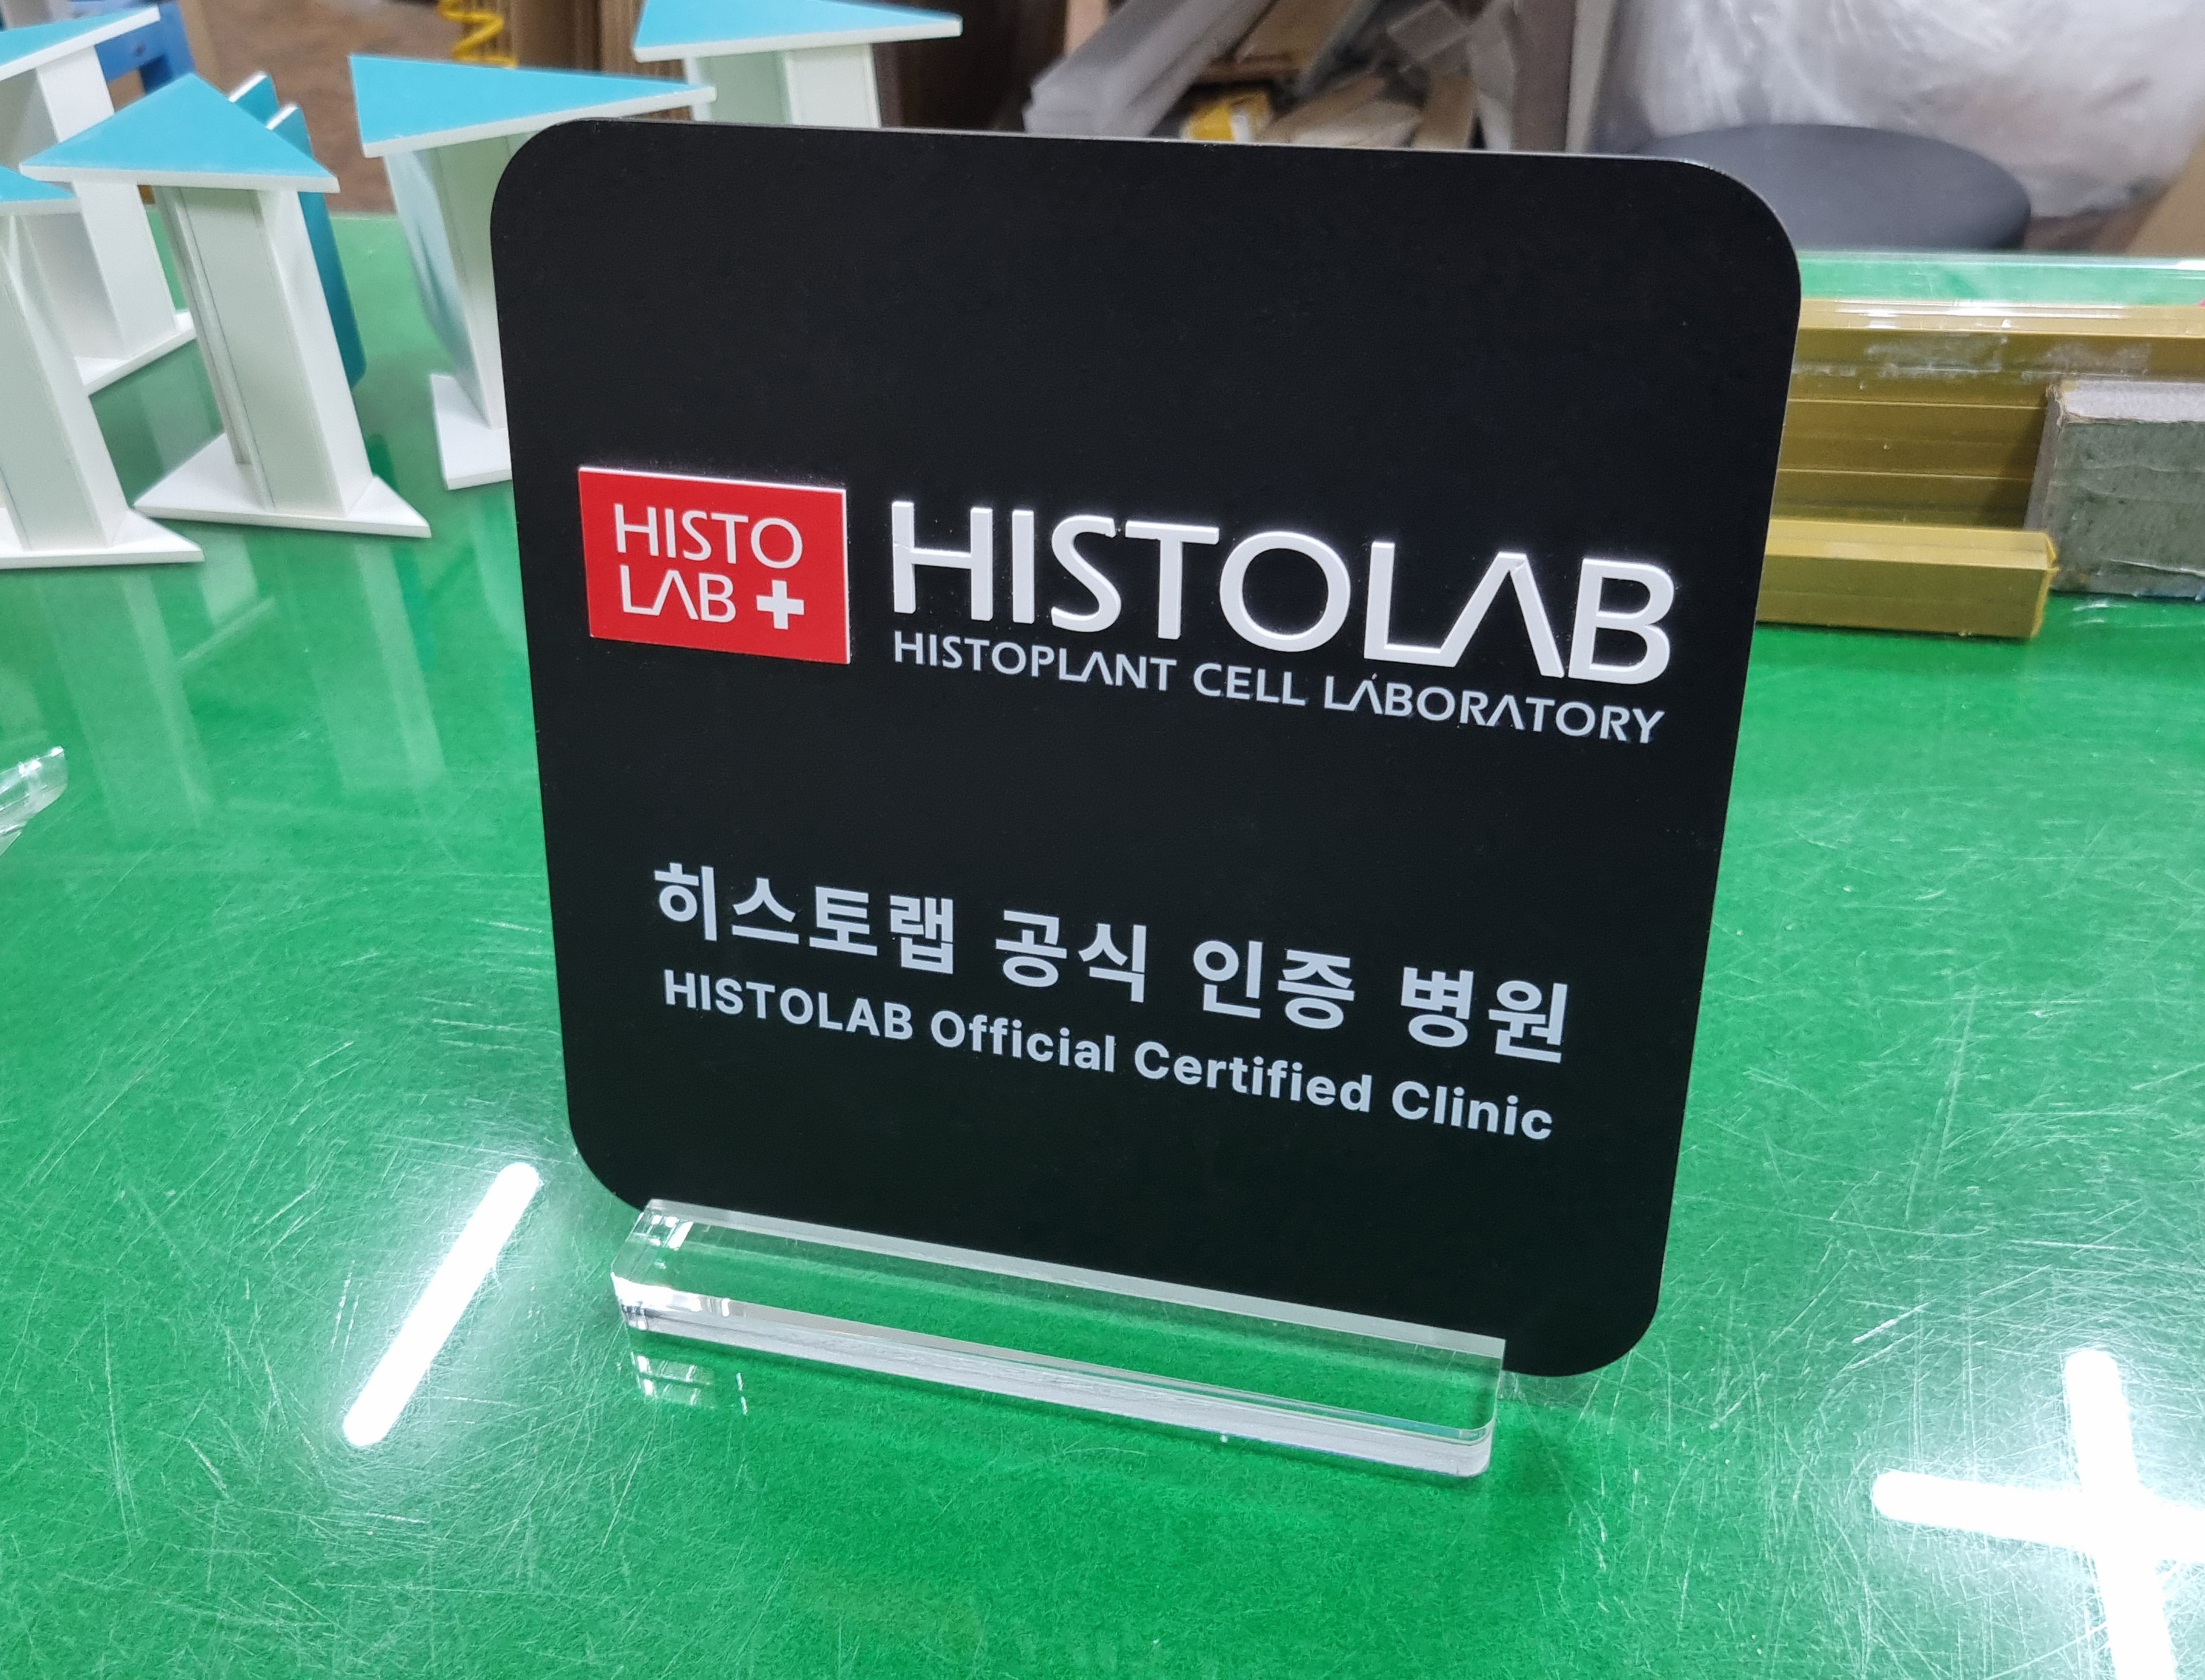 HISTO
LAB +
HISTOLAB
HISTOPLANT CELL LABORATORY
히스토랩 공식 인증 병원
HISTOLAB Official Certified Clinic